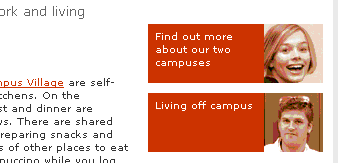 ork and living
Find out more
about our two
campuses
mpus Village are self-
tchens. On the
st and dinner are
ws. There are shared
reparing snacks and
s of other places to eat
puccino while you log
Living off campus